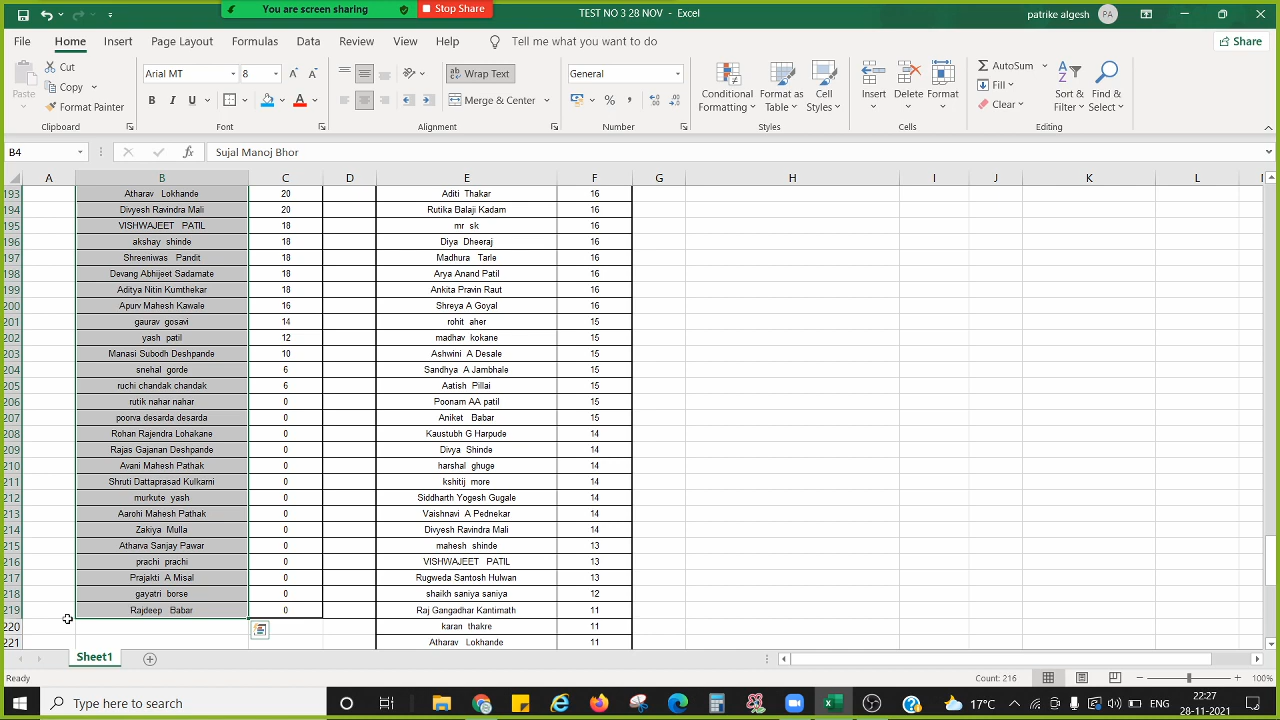 You are screen sharing Stop Share
TEST NO 3 28 NOV - Excel
patrike algesh PA
File Home Insert Page Layout Formulas Data Review View Help Tell me what you want to do Share
Paste Cut Copy Format Painter Clipboard
Arial MT 8 B I U A Font
ab Wrap Text Merge & Center Alignment
General % , Number
Conditional Formatting Format as Table Cell Styles Styles
Insert Delete Format Cells
AutoSum Fill Clear Sort & Filter Find & Select Editing
B4 fx Sujal Manoj Bhor
A B C D E F G H I J K L
193 Atharav Lokhande 20 Aditi Thakar 16
194 Divyesh Ravindra Mali 20 Rutika Balaji Kadam 16
195 VISHWAJEET PATIL 18 mr sk 16
196 akshay shinde 18 Diya Dheeraj 16
197 Shreeniwas Pandit 18 Madhura Tarle 16
198 Devang Abhijeet Sadamate 18 Arya Anand Patil 16
199 Aditya Nitin Kumthekar 18 Ankita Pravin Raut 16
200 Apurv Mahesh Kawale 16 Shreya A Goyal 16
201 gaurav gosavi 14 rohit aher 15
202 yash patil 12 madhav kokane 15
203 Manasi Subodh Deshpande 10 Ashwini A Desale 15
204 snehal gorde 6 Sandhya A Jambhale 15
205 ruchi chandak chandak 6 Aatish Pillai 15
206 rutik nahar nahar 0 Poonam AA patil 15
207 poorva desarda desarda 0 Aniket Babar 15
208 Rohan Rajendra Lohakane 0 Kaustubh G Harpude 14
209 Rajas Gajanan Deshpande 0 Divya Shinde 14
210 Avani Mahesh Pathak 0 harshal ghuge 14
211 Shruti Dattaprasad Kulkarni 0 kshitij more 14
212 murkute yash 0 Siddharth Yogesh Gugale 14
213 Aarohi Mahesh Pathak 0 Vaishnavi A Pednekar 14
214 Zakiya Mulla 0 Divyesh Ravindra Mali 14
215 Atharva Sanjay Pawar 0 mahesh shinde 13
216 prachi prachi 0 VISHWAJEET PATIL 13
217 Prajakti A Misal 0 Rugweda Santosh Hulwan 13
218 gayatri borse 0 shaikh saniya saniya 12
219 Rajdeep Babar 0 Raj Gangadhar Kantimath 11
220 karan thakre 11
221 Atharav Lokhande 11
Sheet1
Ready Count: 216 100%
Type here to search 17°C ENG 22:27
28-11-2021